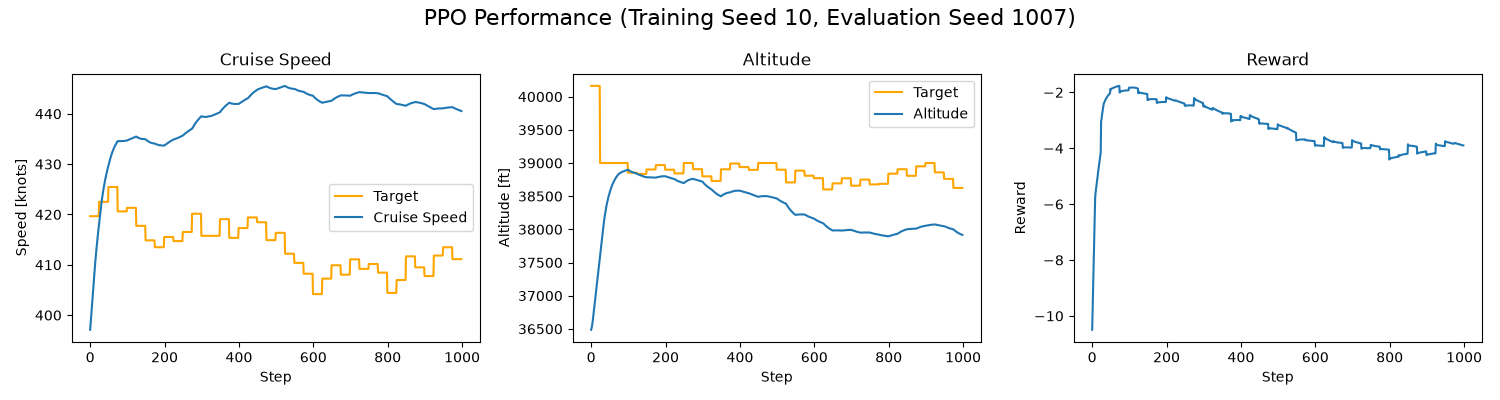 PPO Performance (Training Seed 10, Evaluation Seed 1007)
Cruise Speed
Speed [knots]
440
430
420
410
400
Target
Cruise Speed
0 200 400 600 800 1000
Step
Altitude
Altitude [ft]
40000
39500
39000
38500
38000
37500
37000
36500
Target
Altitude
0 200 400 600 800 1000
Step
Reward
Reward
−2
−4
−6
−8
−10
0 200 400 600 800 1000
Step